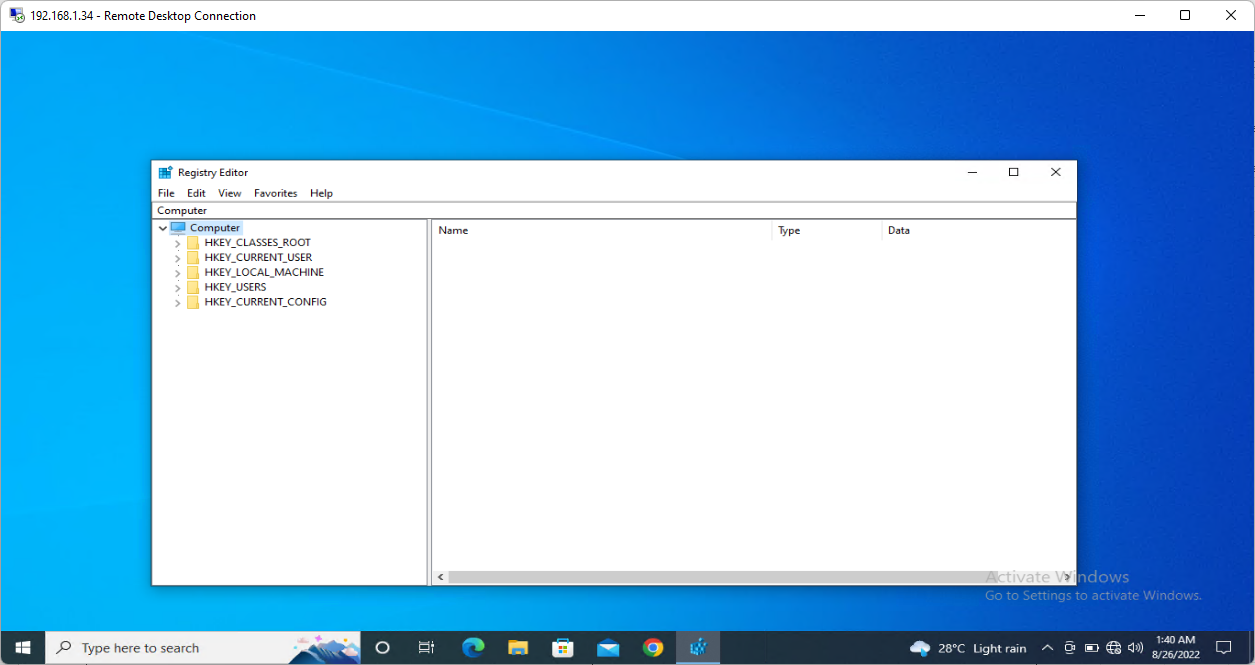 192.168.1.34 - Remote Desktop Connection
Registry Editor
File Edit View Favorites Help
Computer
Computer
HKEY_CLASSES_ROOT
HKEY_CURRENT_USER
HKEY_LOCAL_MACHINE
HKEY_USERS
HKEY_CURRENT_CONFIG
Name Type Data
Activate Windows
Go to Settings to activate Windows.
Type here to search
28°C Light rain
1:40 AM
8/26/2022